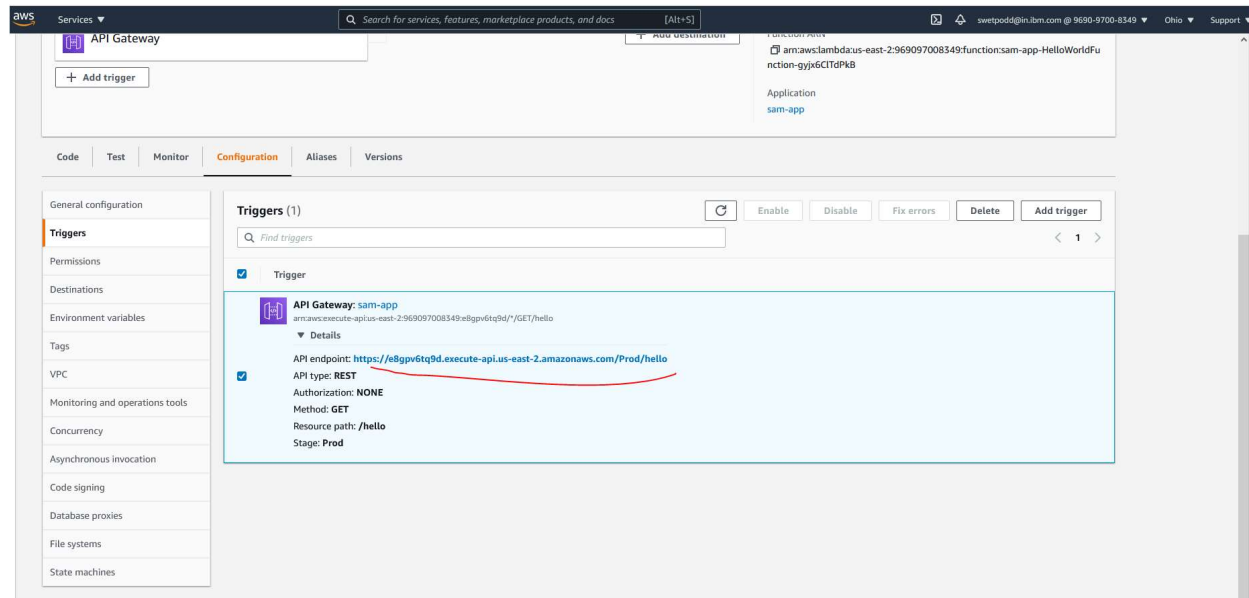 aws
Services ▼
Search for services, features, marketplace products, and docs [Alt+S]
swetpodd@in.ibm.com @ 9690-9700-8349 ▼ Ohio ▼ Support ▼
API Gateway
+ Add destination
Function ARN
+ Add trigger
arn:aws:lambda:us-east-2:969097008349:function:sam-app-HelloWorldFu
nction-gyjx6ClTdPkB
Application
sam-app
Code Test Monitor Configuration Aliases Versions
General configuration
Triggers
Permissions
Destinations
Environment variables
Tags
VPC
Monitoring and operations tools
Concurrency
Asynchronous invocation
Code signing
Database proxies
File systems
State machines
Triggers (1)
Enable Disable Fix errors Delete Add trigger
Find triggers
< 1 >
Trigger
API Gateway: sam-app
arn:aws:execute-api:us-east-2:969097008349:e8gpv6tq9d/*/GET/hello
▼ Details
API endpoint: https://e8gpv6tq9d.execute-api.us-east-2.amazonaws.com/Prod/hello
API type: REST
Authorization: NONE
Method: GET
Resource path: /hello
Stage: Prod